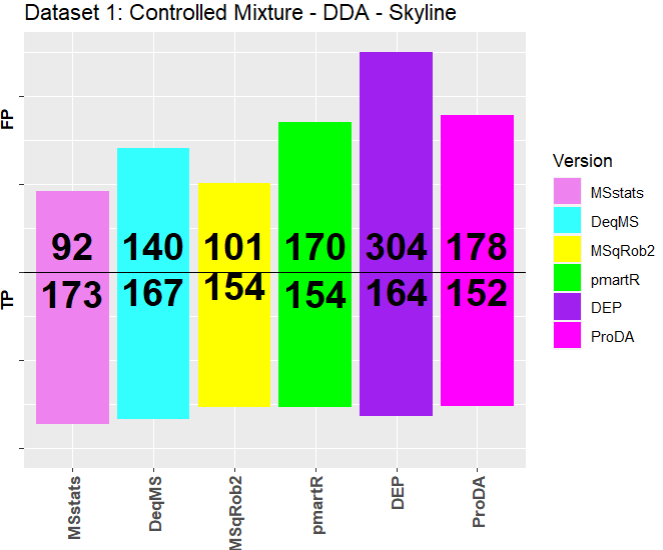 Dataset 1: Controlled Mixture - DDA - Skyline
FP
TP
92 140 101 170 304 178
173 167 154 154 164 152
MSstats
DeqMS
MSqRob2
pmartR
DEP
ProDA
Version
MSstats
DeqMS
MSqRob2
pmartR
DEP
ProDA